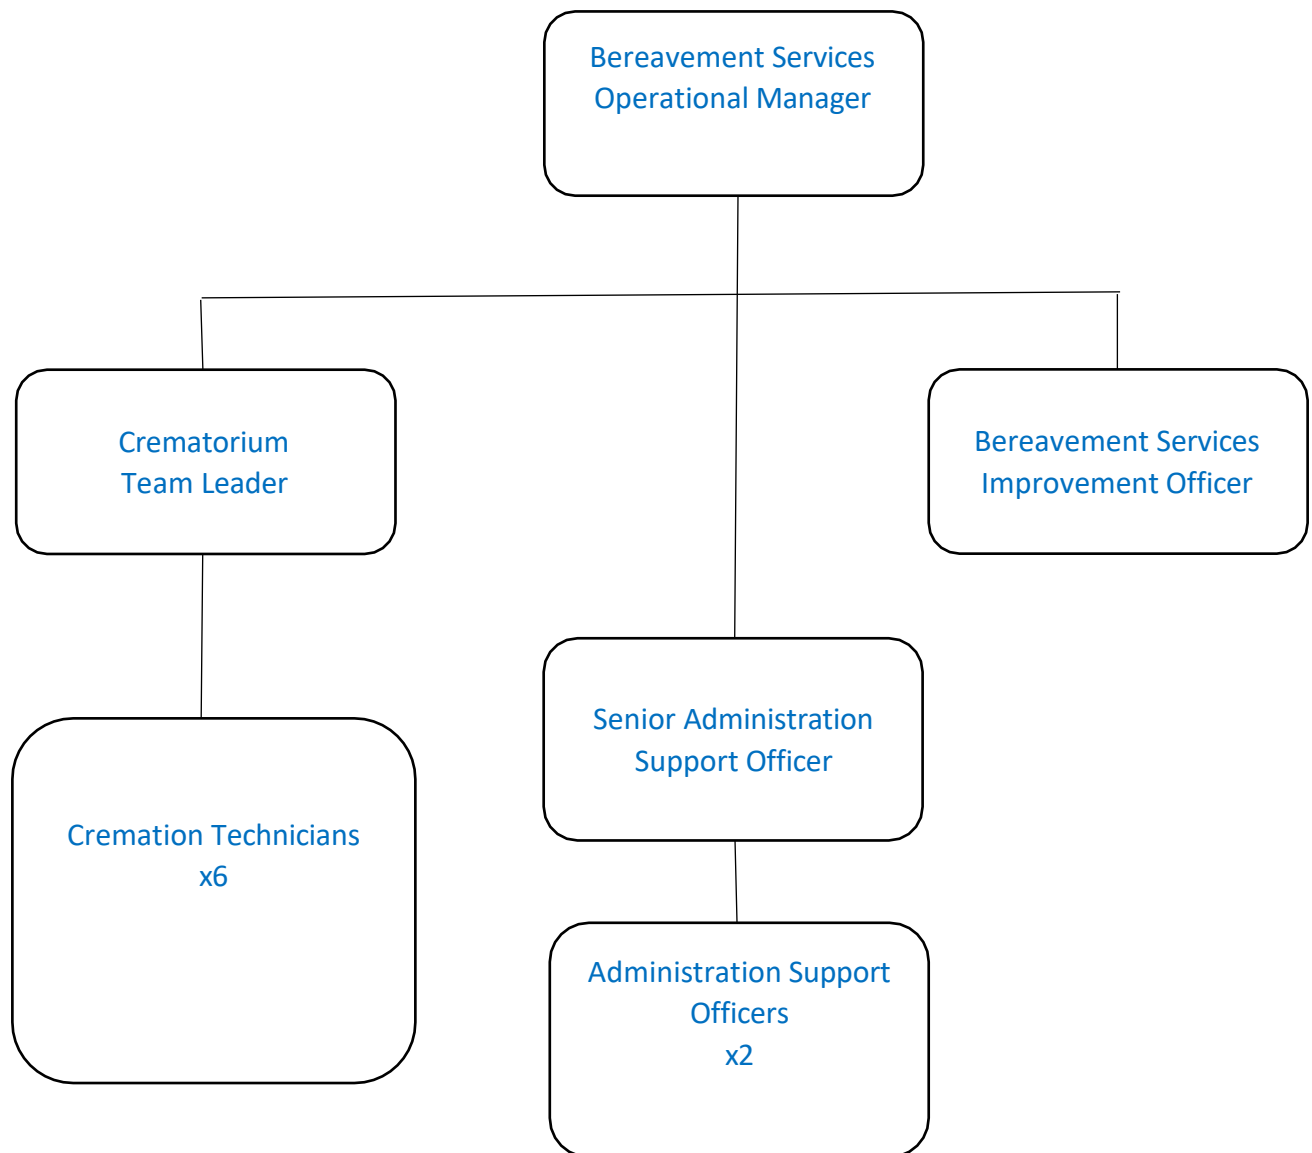 Bereavement Services
Operational Manager
Crematorium
Team Leader
Bereavement Services
Improvement Officer
Senior Administration
Support Officer
Cremation Technicians
x6
Administration Support
Officers
x2